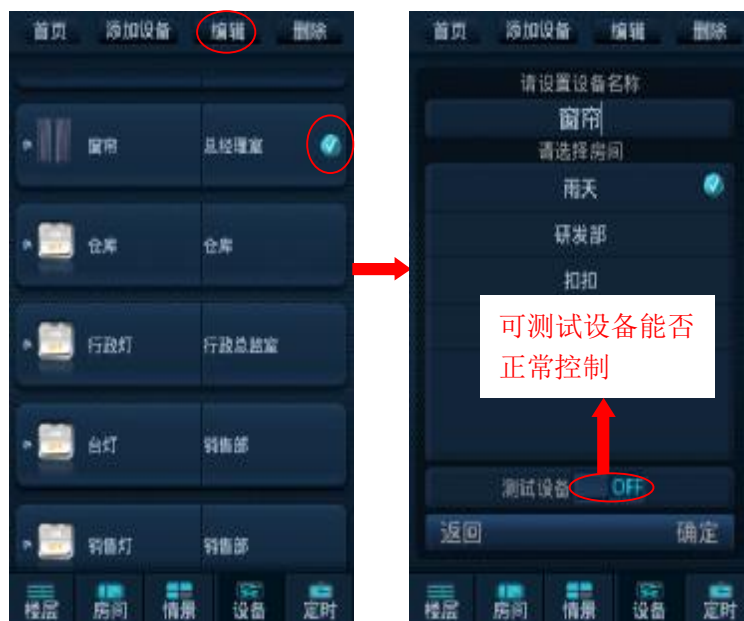 首页 添加设备 编辑 删除
窗帘 总经理室
仓库 仓库
行政灯 行政总监室
台灯 销售部
销售灯 销售部
楼层 房间 情景 设备 定时
首页 添加设备 编辑 删除
请设置设备名称
窗帘
请选择房间
雨天
研发部
扣扣
可测试设备能否
正常控制
测试设备 OFF
返回 确定
楼层 房间 情景 设备 定时